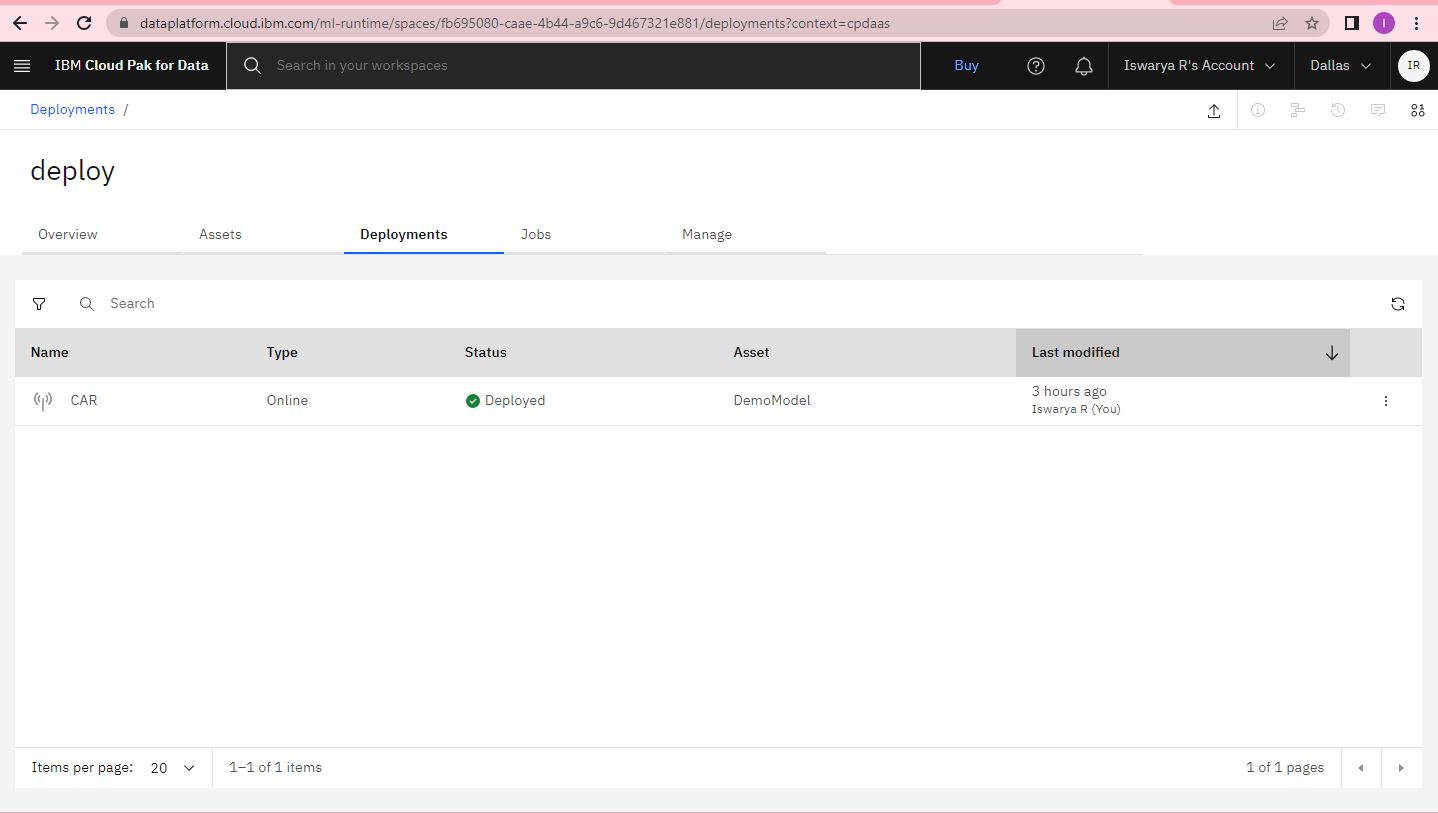 dataplatform.cloud.ibm.com/ml-runtime/spaces/fb695080-caae-4b44-a9c6-9d467321e881/deployments?context=cpdaas
I
IBM Cloud Pak for Data
Search in your workspaces
Buy
Iswarya R's Account
Dallas
IR
Deployments /
deploy
Overview Assets Deployments Jobs Manage
Search
Name Type Status Asset Last modified
CAR Online Deployed DemoModel 3 hours ago
Iswarya R (You)
Items per page: 20 1–1 of 1 items 1 of 1 pages